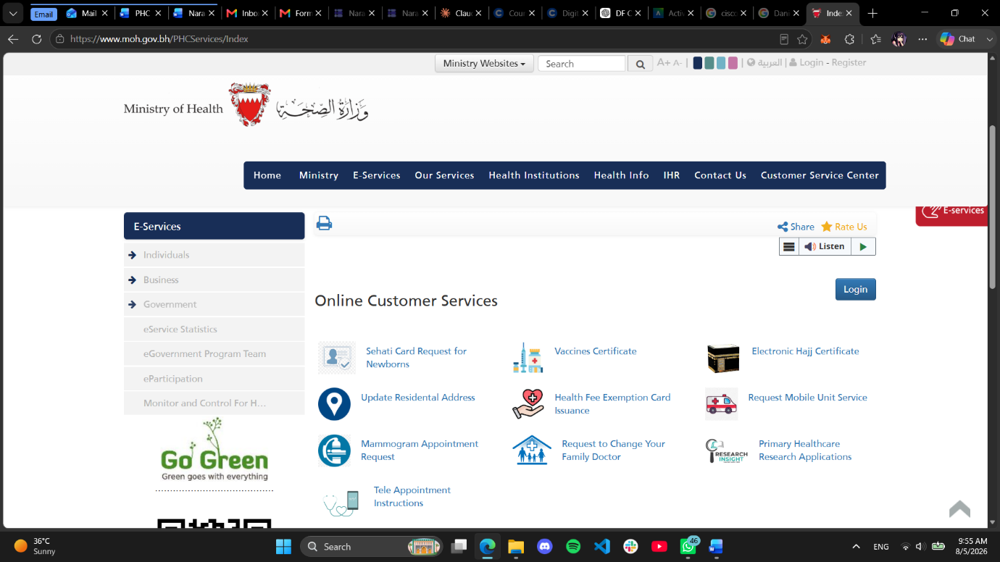 Email
Mail
PHC
Nara
Inbo
Form
Nara
Nara
Clau
Cour
Digit
DF C
Activ
cisco
Dani
Inde
https://www.moh.gov.bh/PHCServices/Index
Chat
Ministry Websites
Search
A+ A- | | العربية | Login - Register
Ministry of Health
وزارة الصحة
Home Ministry E-Services Our Services Health Institutions Health Info IHR Contact Us Customer Service Center
E-services
E-Services
Individuals
Business
Government
eService Statistics
eGovernment Program Team
eParticipation
Monitor and Control For H...
Go Green
Green goes with everything
Share Rate Us
Listen
Login
Online Customer Services
Sehati Card Request for
Newborns
Vaccines Certificate
Electronic Hajj Certificate
Update Residental Address
Health Fee Exemption Card
Issuance
Request Mobile Unit Service
Mammogram Appointment
Request
Request to Change Your
Family Doctor
RESEARCH
INSIGHT
Primary Healthcare
Research Applications
Tele Appointment
Instructions
36°C
Sunny
Search
46
ENG
9:55 AM
8/5/2026